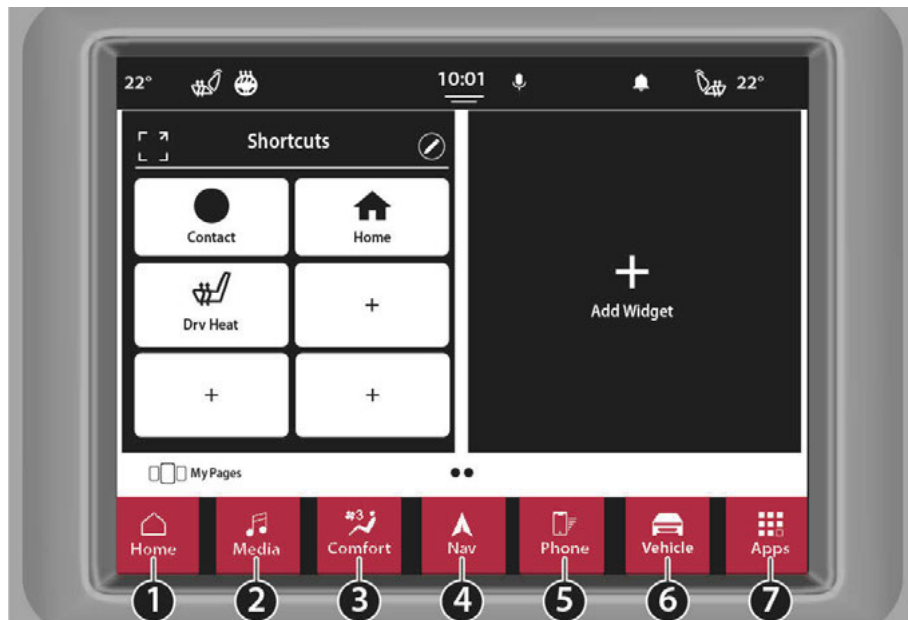 22°
10:01
22°
Shortcuts
Contact
Home
Drv Heat
+
+
+
+
Add Widget
My Pages
#3
Home
Media
Comfort
Nav
Phone
Vehicle
Apps
1
2
3
4
5
6
7